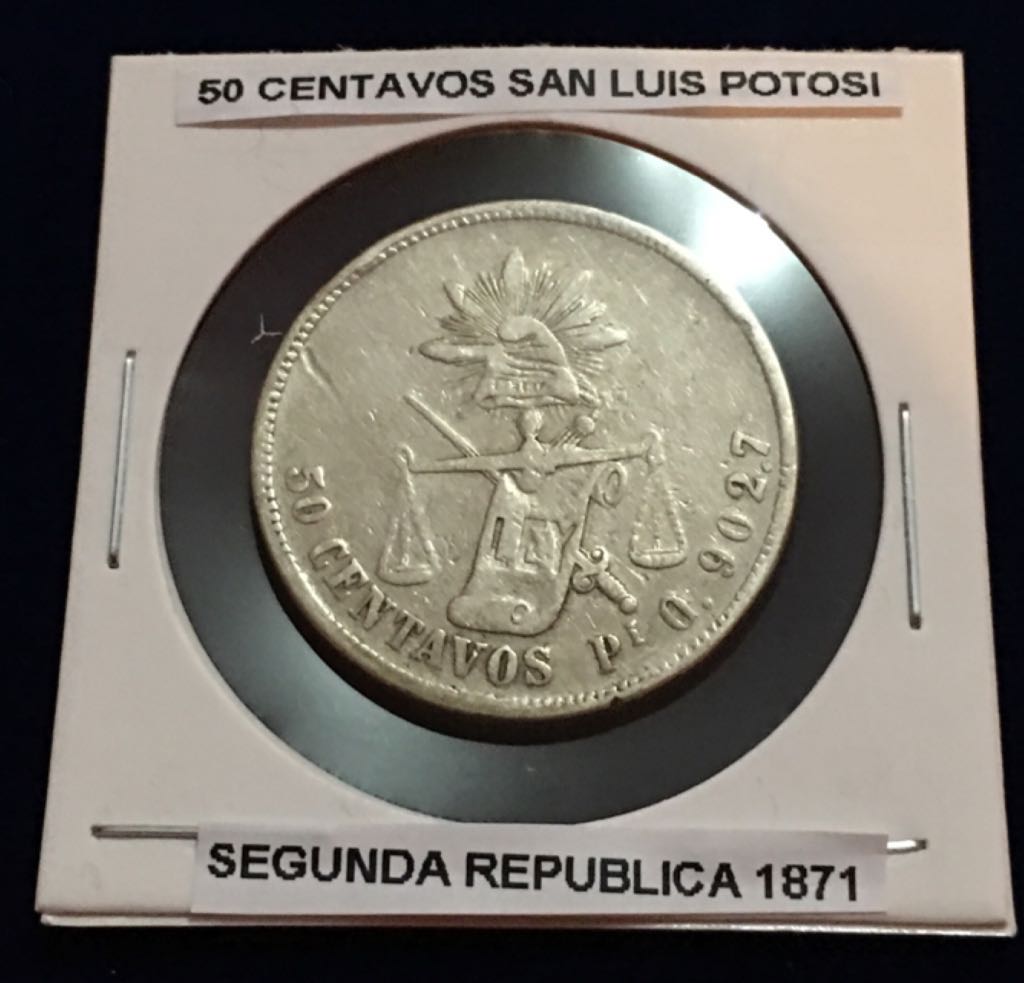 50 CENTAVOS SAN LUIS POTOSI
LEY
50 CENTAVOS Pⁱ O. 902.7
SEGUNDA REPUBLICA 1871